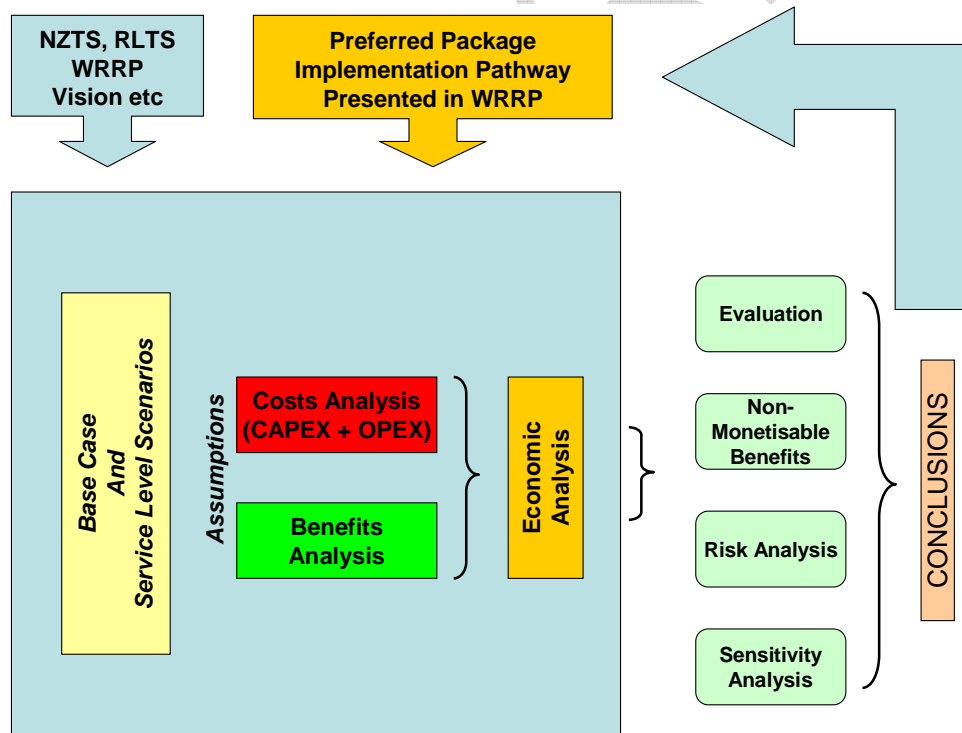 NZTS, RLTS
WRRP
Vision etc
Preferred Package
Implementation Pathway
Presented in WRRP
Base Case
And
Service Level Scenarios
Assumptions
Costs Analysis
(CAPEX + OPEX)
Benefits
Analysis
Economic
Analysis
Evaluation
Non-
Monetisable
Benefits
Risk Analysis
Sensitivity
Analysis
CONCLUSIONS